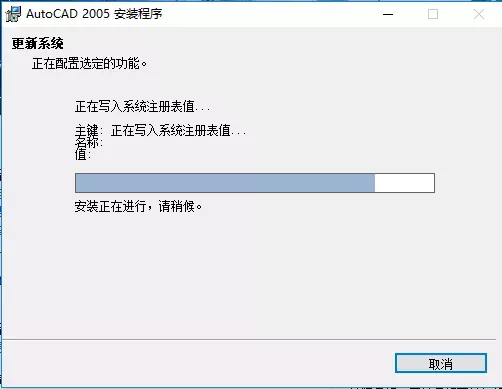 AutoCAD 2005 安装程序
更新系统
正在配置选定的功能。
正在写入系统注册表值...
主键: 正在写入系统注册表值...
名称:
值:
安装正在进行，请稍候。
取消